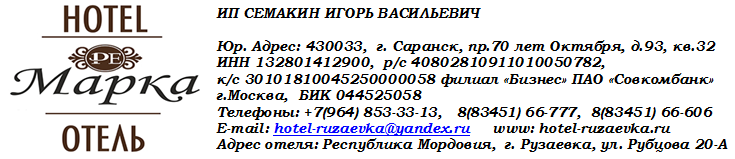 HOTEL
РЕ
Марка
ОТЕЛЬ
ИП СЕМАКИН ИГОРЬ ВАСИЛЬЕВИЧ
Юр. Адрес: 430033, г. Саранск, пр.70 лет Октября, д.93, кв.32
ИНН 132801412900, р/с 40802810911010050782,
к/с 30101810045250000058 филиал «Бизнес» ПАО «Совкомбанк»
г.Москва, БИК 044525058
Телефоны: +7(964) 853-33-13, 8(83451) 66-777, 8(83451) 66-606
E-mail: hotel-ruzaevka@yandex.ru www: hotel-ruzaevka.ru
Адрес отеля: Республика Мордовия, г. Рузаевка, ул. Рубцова 20-А